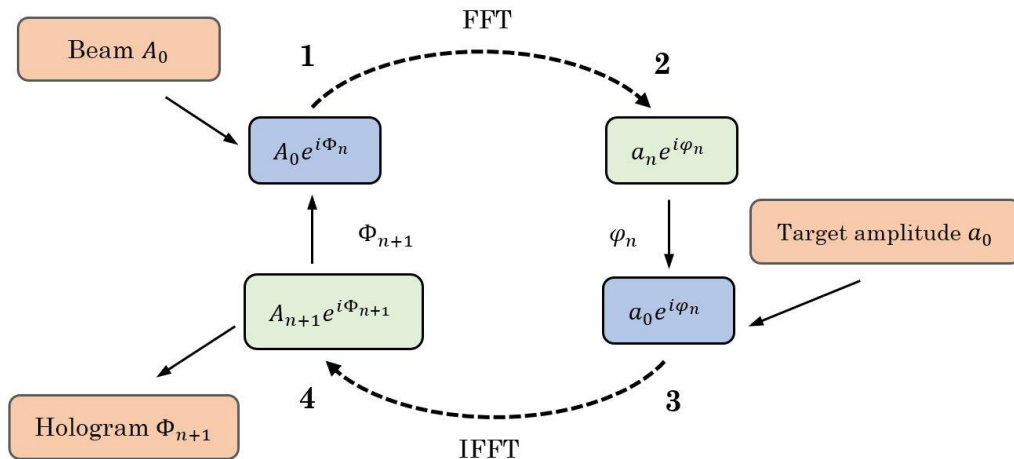 FFT
Beam A₀
1
2
A₀e^{iΦₙ}
aₙe^{iφₙ}
Φₙ₊₁
φₙ
Target amplitude a₀
Aₙ₊₁e^{iΦₙ₊₁}
a₀e^{iφₙ}
4
3
Hologram Φₙ₊₁
IFFT